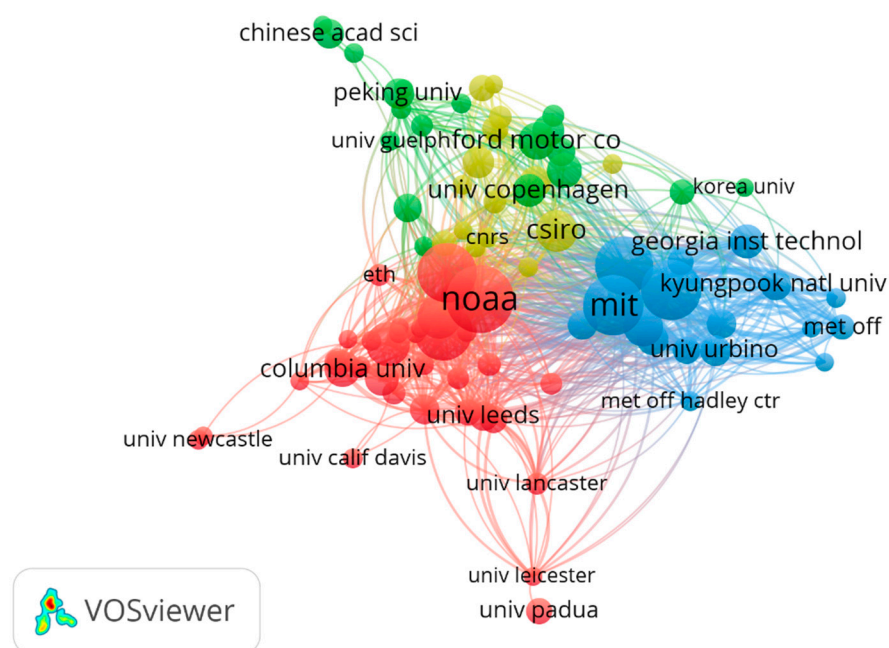 chinese acad sci
peking univ
univ guelph
ford motor co
univ copenhagen
korea univ
csiro
cnrs
georgia inst technol
eth
kyungpook natl univ
noaa
mit
met off
univ urbino
columbia univ
met off hadley ctr
univ leeds
univ newcastle
univ calif davis
univ lancaster
univ leicester
univ padua
VOSviewer